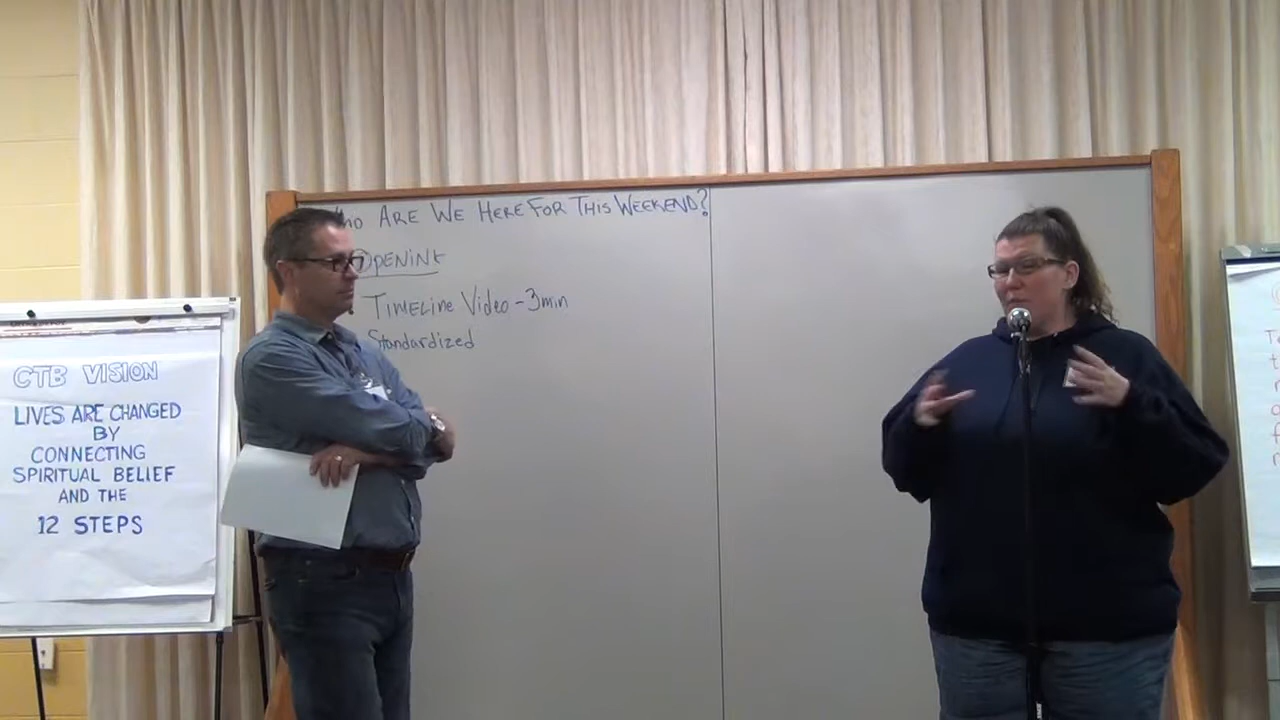 CTB VISION
LIVES ARE CHANGED
BY
CONNECTING
SPIRITUAL BELIEF
AND THE
12 STEPS
Who ARE WE HERE FOR THIS WEEKEND?
TIMELINE VIDEO - 3min
Standardized